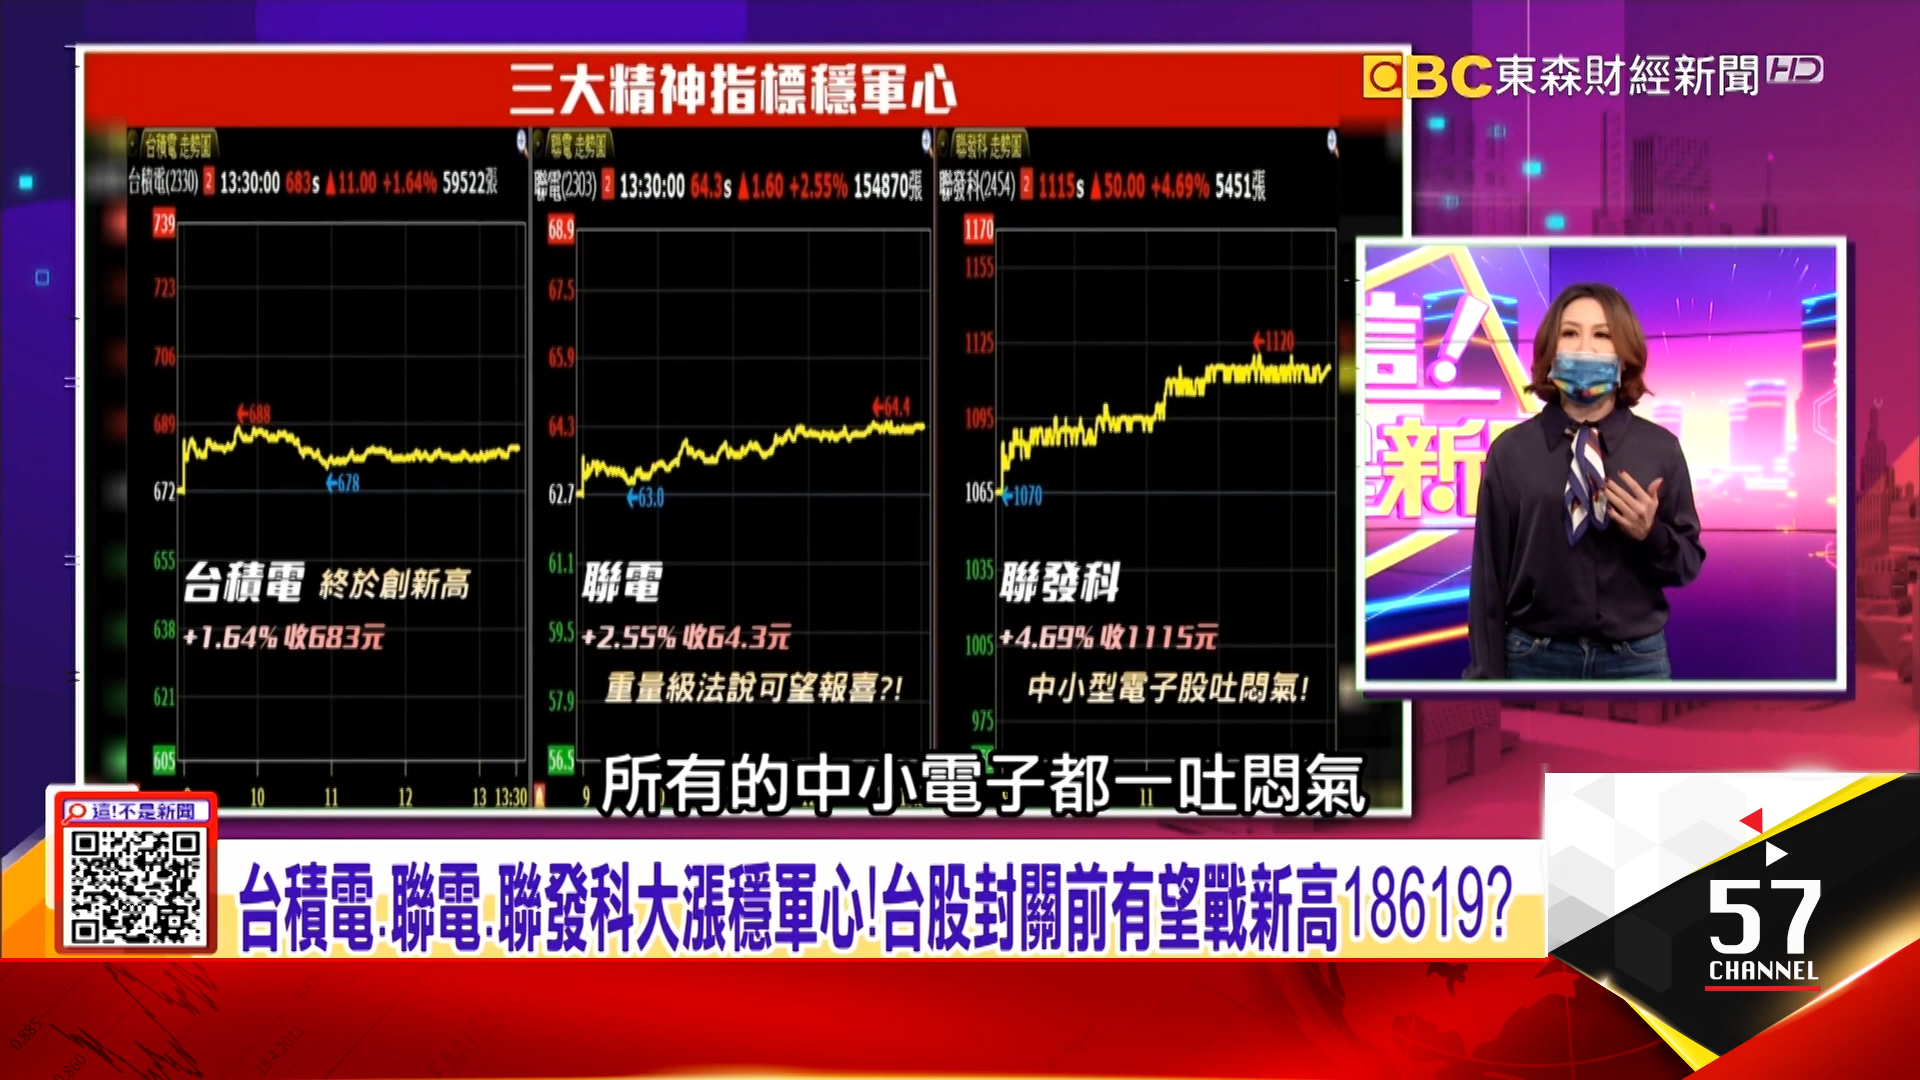 三大精神指標穩軍心
EBC東森財經新聞HD
台積電 走勢圖
台積電(2330) 2 13:30:00 683s ▲11.00 +1.64% 59522張
739
723
706
689
672
655
638
621
605
←688
←678
台積電 終於創新高
+1.64% 收683元
10 11 12 13 13:30
聯電 走勢圖
聯電(2303) 2 13:30:00 64.3s ▲1.60 +2.55% 154870張
68.9
67.5
65.9
64.3
62.7
61.1
59.5
57.9
56.5
←64.4
←63.0
聯電
+2.55% 收64.3元
重量級法說可望報喜?!
9
聯發科 走勢圖
聯發科(2454) 2 1115s ▲50.00 +4.69% 5451張
1170
1155
1125
1095
1065
1035
1005
975
←1120
←1070
聯發科
+4.69% 收1115元
中小型電子股吐悶氣!
11
所有的中小電子都一吐悶氣
這!不是新聞
台積電.聯電.聯發科大漲穩軍心!台股封關前有望戰新高18619?
57
CHANNEL